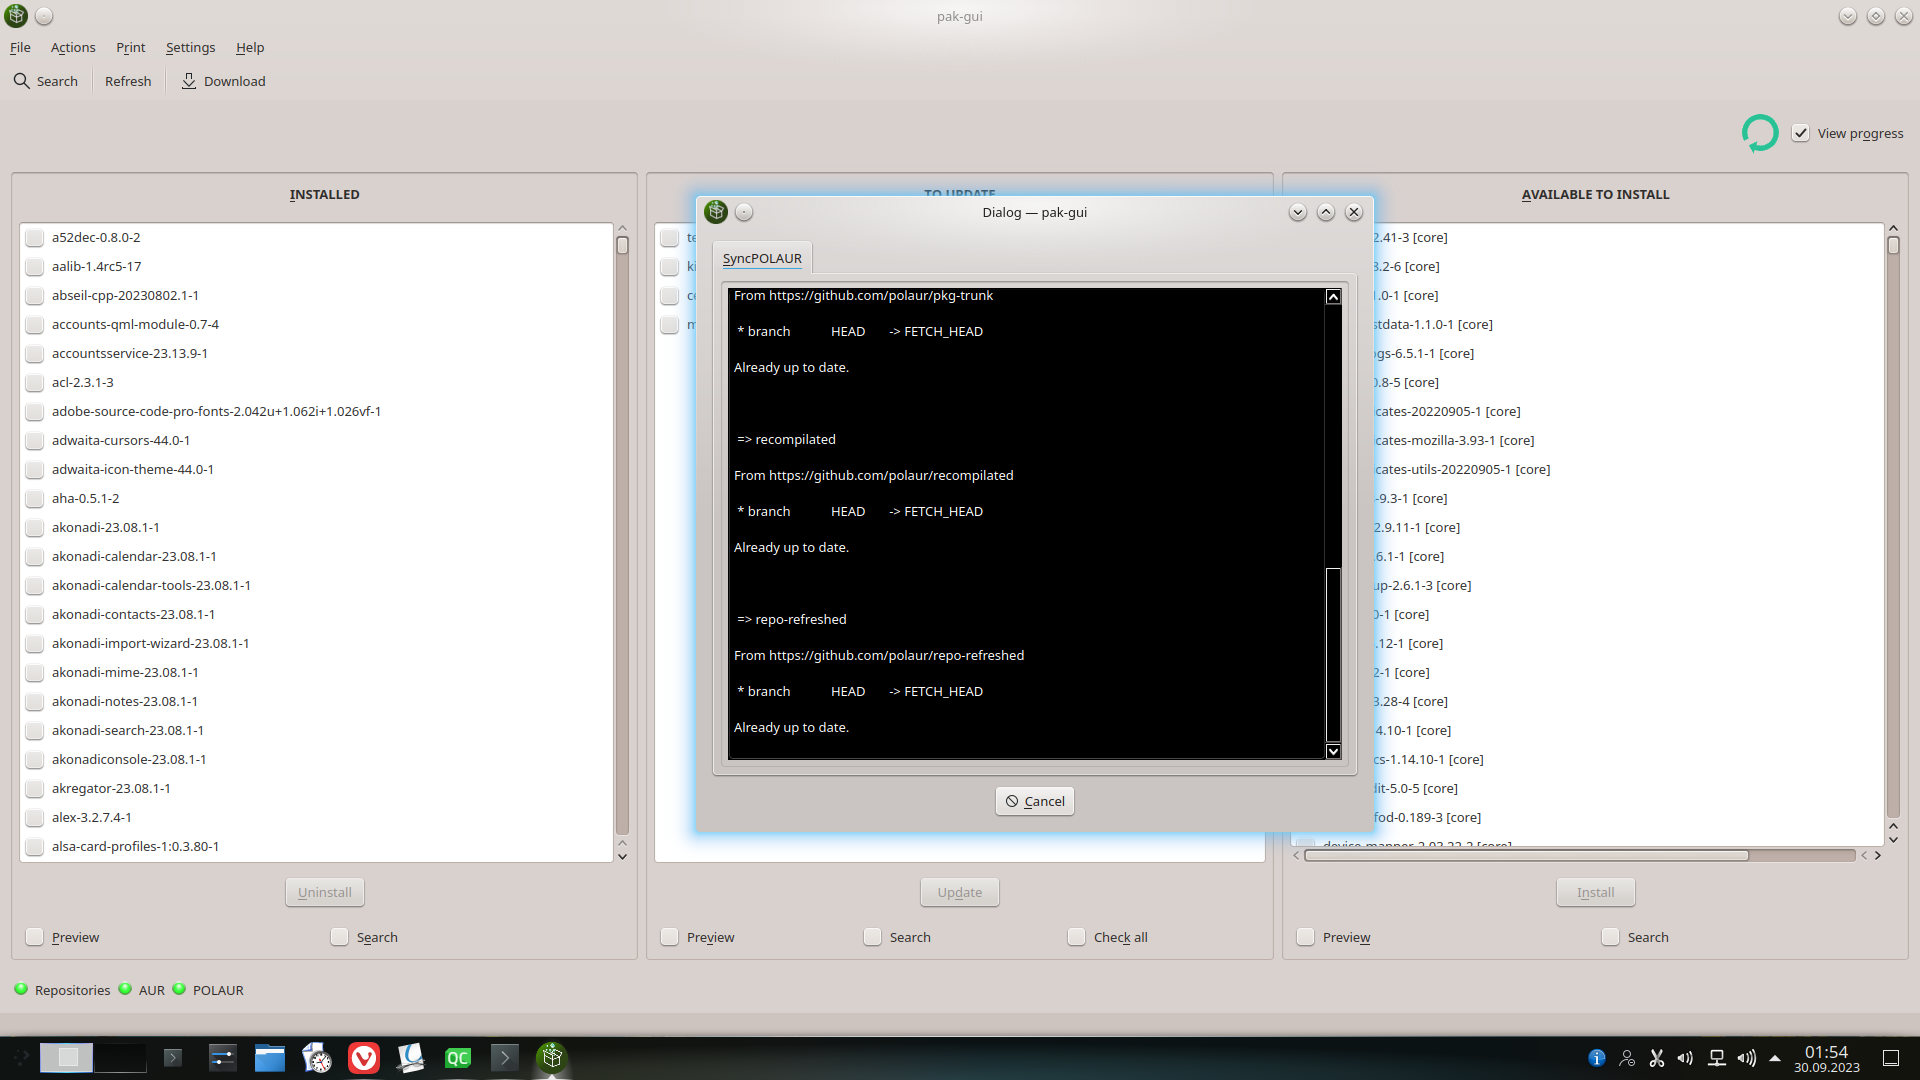 pak-gui
File Actions Print Settings Help
Search Refresh Download
View progress
INSTALLED
a52dec-0.8.0-2
aalib-1.4rc5-17
abseil-cpp-20230802.1-1
accounts-qml-module-0.7-4
accountsservice-23.13.9-1
acl-2.3.1-3
adobe-source-code-pro-fonts-2.042u+1.062i+1.026vf-1
adwaita-cursors-44.0-1
adwaita-icon-theme-44.0-1
aha-0.5.1-2
akonadi-23.08.1-1
akonadi-calendar-23.08.1-1
akonadi-calendar-tools-23.08.1-1
akonadi-contacts-23.08.1-1
akonadi-import-wizard-23.08.1-1
akonadi-mime-23.08.1-1
akonadi-notes-23.08.1-1
akonadi-search-23.08.1-1
akonadiconsole-23.08.1-1
akregator-23.08.1-1
alex-3.2.7.4-1
alsa-card-profiles-1:0.3.80-1
Uninstall
Preview Search
TO UPDATE
Dialog — pak-gui
SyncPOLAUR
From https://github.com/polaur/pkg-trunk
* branch HEAD -> FETCH_HEAD
Already up to date.
=> recompilated
From https://github.com/polaur/recompilated
* branch HEAD -> FETCH_HEAD
Already up to date.
=> repo-refreshed
From https://github.com/polaur/repo-refreshed
* branch HEAD -> FETCH_HEAD
Already up to date.
Cancel
Update
Preview Search Check all
AVAILABLE TO INSTALL
2.41-3 [core]
3.2-6 [core]
.0-1 [core]
stdata-1.1.0-1 [core]
ogs-6.5.1-1 [core]
0.8-5 [core]
cates-20220905-1 [core]
cates-mozilla-3.93-1 [core]
cates-utils-20220905-1 [core]
-9.3-1 [core]
2.9.11-1 [core]
.6.1-1 [core]
up-2.6.1-3 [core]
0-1 [core]
.12-1 [core]
2-1 [core]
3.28-4 [core]
4.10-1 [core]
cs-1.14.10-1 [core]
dit-5.0-5 [core]
fod-0.189-3 [core]
device-mapper-2.03.22-2 [core]
Install
Preview Search
Repositories AUR POLAUR
QC
01:54
30.09.2023